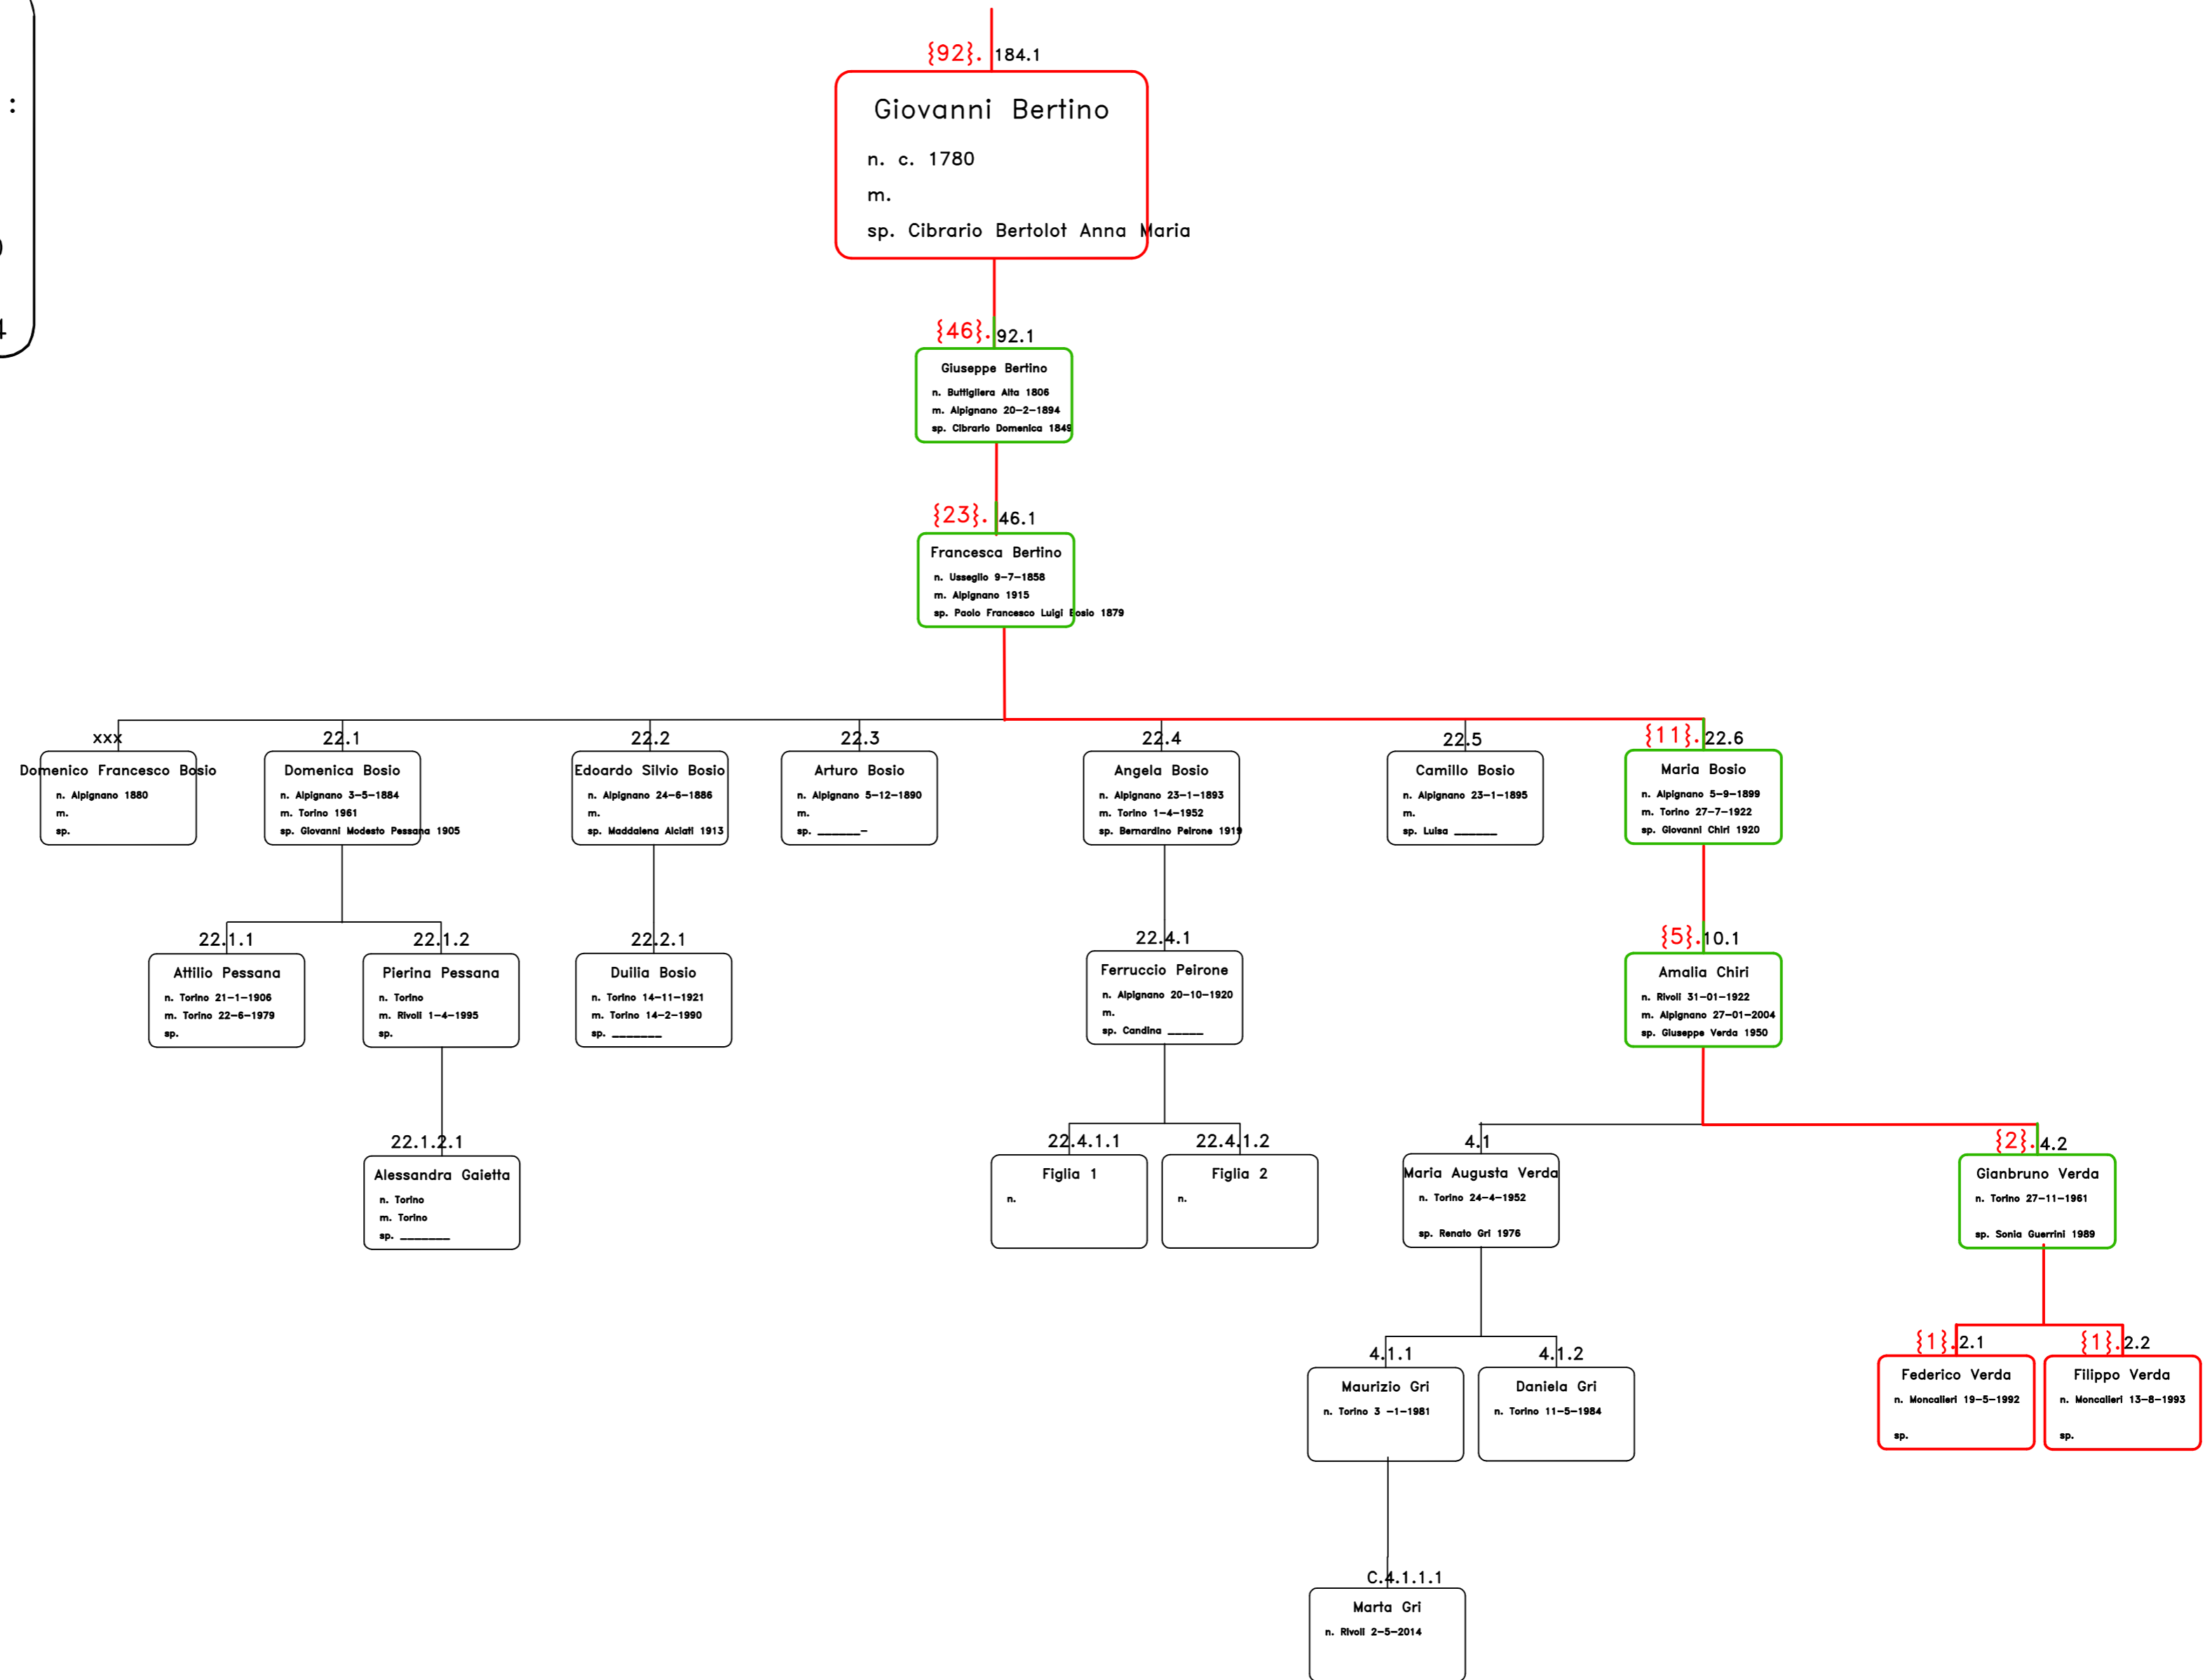 :
4
{92}. 184.1
Giovanni Bertino
n. c. 1780
m.
sp. Cibrario Bertolot Anna Maria
{46}. 92.1
Giuseppe Bertino
n. Buttigliera Alta 1806
m. Alpignano 20-2-1894
sp. Cibrario Domenica 1849
{23}. 46.1
Francesca Bertino
n. Usseglio 9-7-1858
m. Alpignano 1915
sp. Paolo Francesco Luigi Bosio 1879
xxx
Domenico Francesco Bosio
n. Alpignano 1880
m.
sp.
22.1
Domenica Bosio
n. Alpignano 3-5-1884
m. Torino 1961
sp. Giovanni Modesto Pessana 1905
22.2
Edoardo Silvio Bosio
n. Alpignano 24-6-1886
m.
sp. Maddalena Alciati 1913
22.3
Arturo Bosio
n. Alpignano 5-12-1890
m.
sp. ______-
22.4
Angela Bosio
n. Alpignano 23-1-1893
m. Torino 1-4-1952
sp. Bernardino Peirone 1919
22.5
Camillo Bosio
n. Alpignano 23-1-1895
m.
sp. Luisa ______
{11}. 22.6
Maria Bosio
n. Alpignano 5-9-1899
m. Torino 27-7-1922
sp. Giovanni Chiri 1920
22.1.1
Attilio Pessana
n. Torino 21-1-1906
m. Torino 22-6-1979
sp.
22.1.2
Pierina Pessana
n. Torino
m. Rivoli 1-4-1995
sp.
22.2.1
Duilia Bosio
n. Torino 14-11-1921
m. Torino 14-2-1990
sp. _______
22.4.1
Ferruccio Peirone
n. Alpignano 20-10-1920
m.
sp. Candina _____
{5}. 10.1
Amalia Chiri
n. Rivoli 31-01-1922
m. Alpignano 27-01-2004
sp. Giuseppe Verda 1950
22.1.2.1
Alessandra Gaietta
n. Torino
m. Torino
sp. _______
22.4.1.1
Figlia 1
n.
22.4.1.2
Figlia 2
n.
4.1
Maria Augusta Verda
n. Torino 24-4-1952
sp. Renato Gri 1976
{2}. 4.2
Gianbruno Verda
n. Torino 27-11-1961
sp. Sonia Guerrini 1989
4.1.1
Maurizio Gri
n. Torino 3 -1-1981
4.1.2
Daniela Gri
n. Torino 11-5-1984
{1}. 2.1
Federico Verda
n. Moncalieri 19-5-1992
sp.
{1}. 2.2
Filippo Verda
n. Moncalieri 13-8-1993
sp.
C.4.1.1.1
Marta Gri
n. Rivoli 2-5-2014